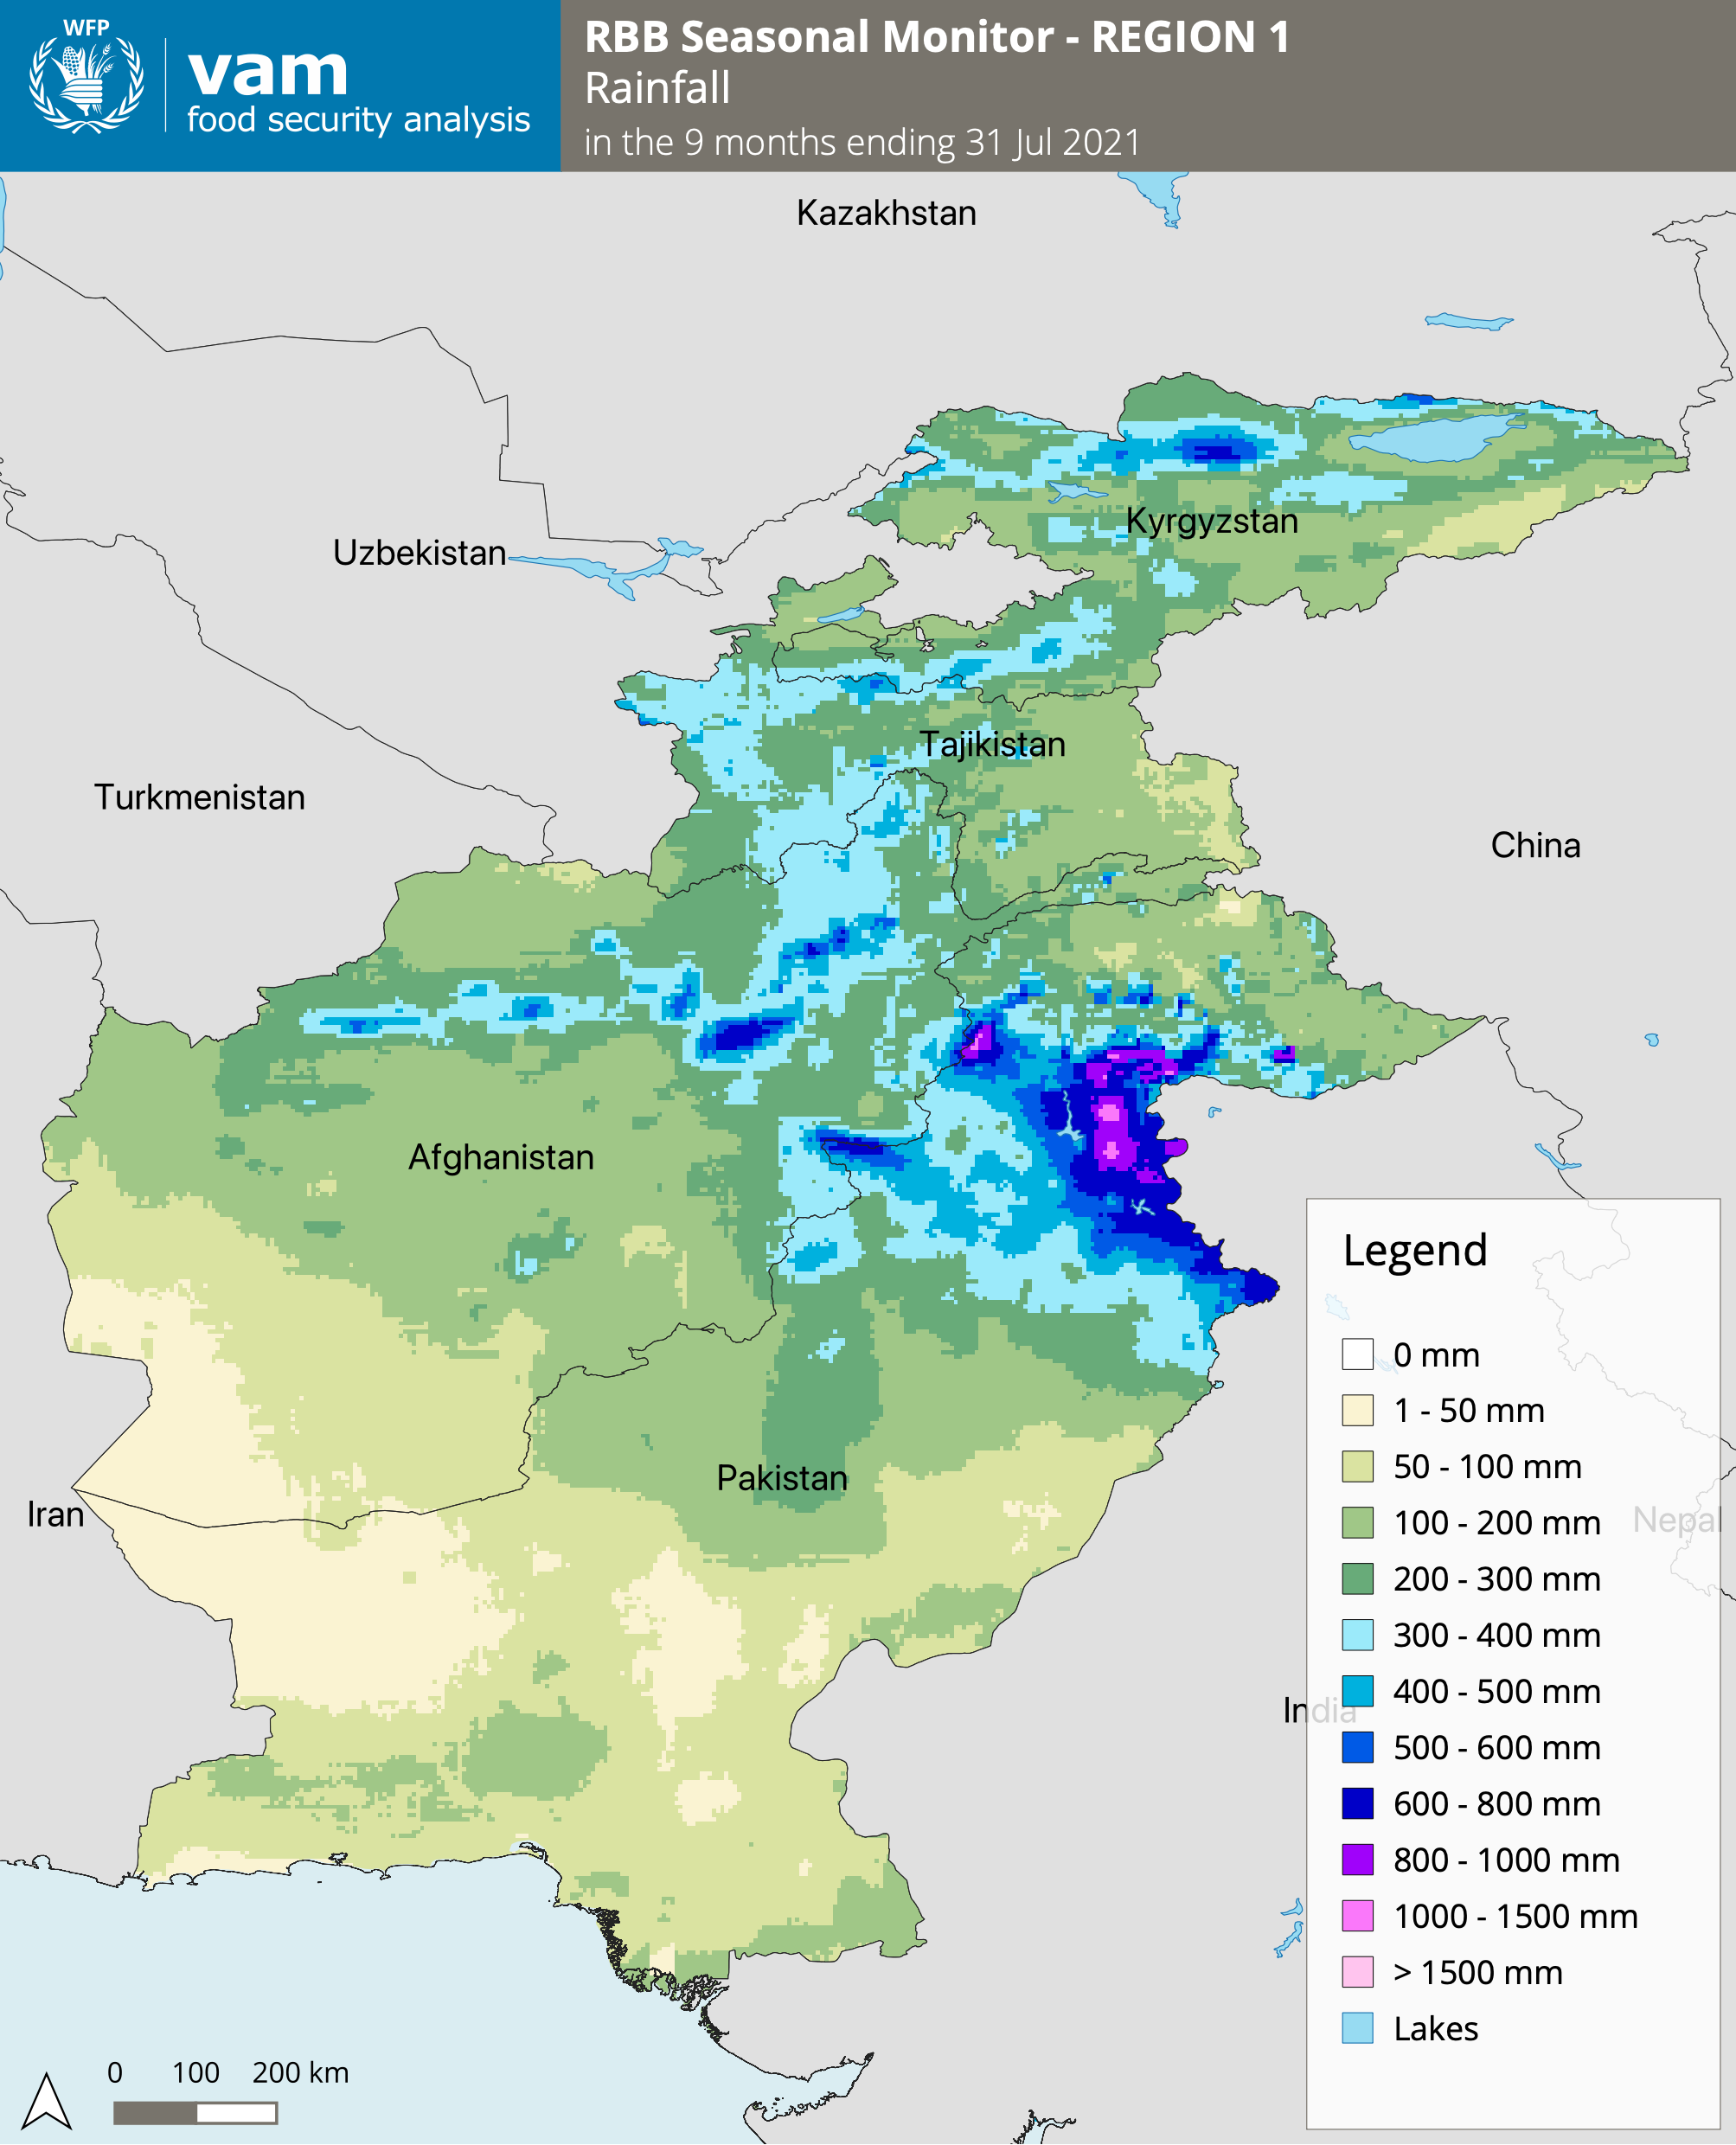 WFP
vam
food security analysis
RBB Seasonal Monitor - REGION 1
Rainfall
in the 9 months ending 31 Jul 2021
Kazakhstan
Kyrgyzstan
Uzbekistan
Tajikistan
Turkmenistan
China
Afghanistan
Pakistan
Iran
Nepal
India
Legend
0 mm
1 - 50 mm
50 - 100 mm
100 - 200 mm
200 - 300 mm
300 - 400 mm
400 - 500 mm
500 - 600 mm
600 - 800 mm
800 - 1000 mm
1000 - 1500 mm
> 1500 mm
Lakes
0 100 200 km